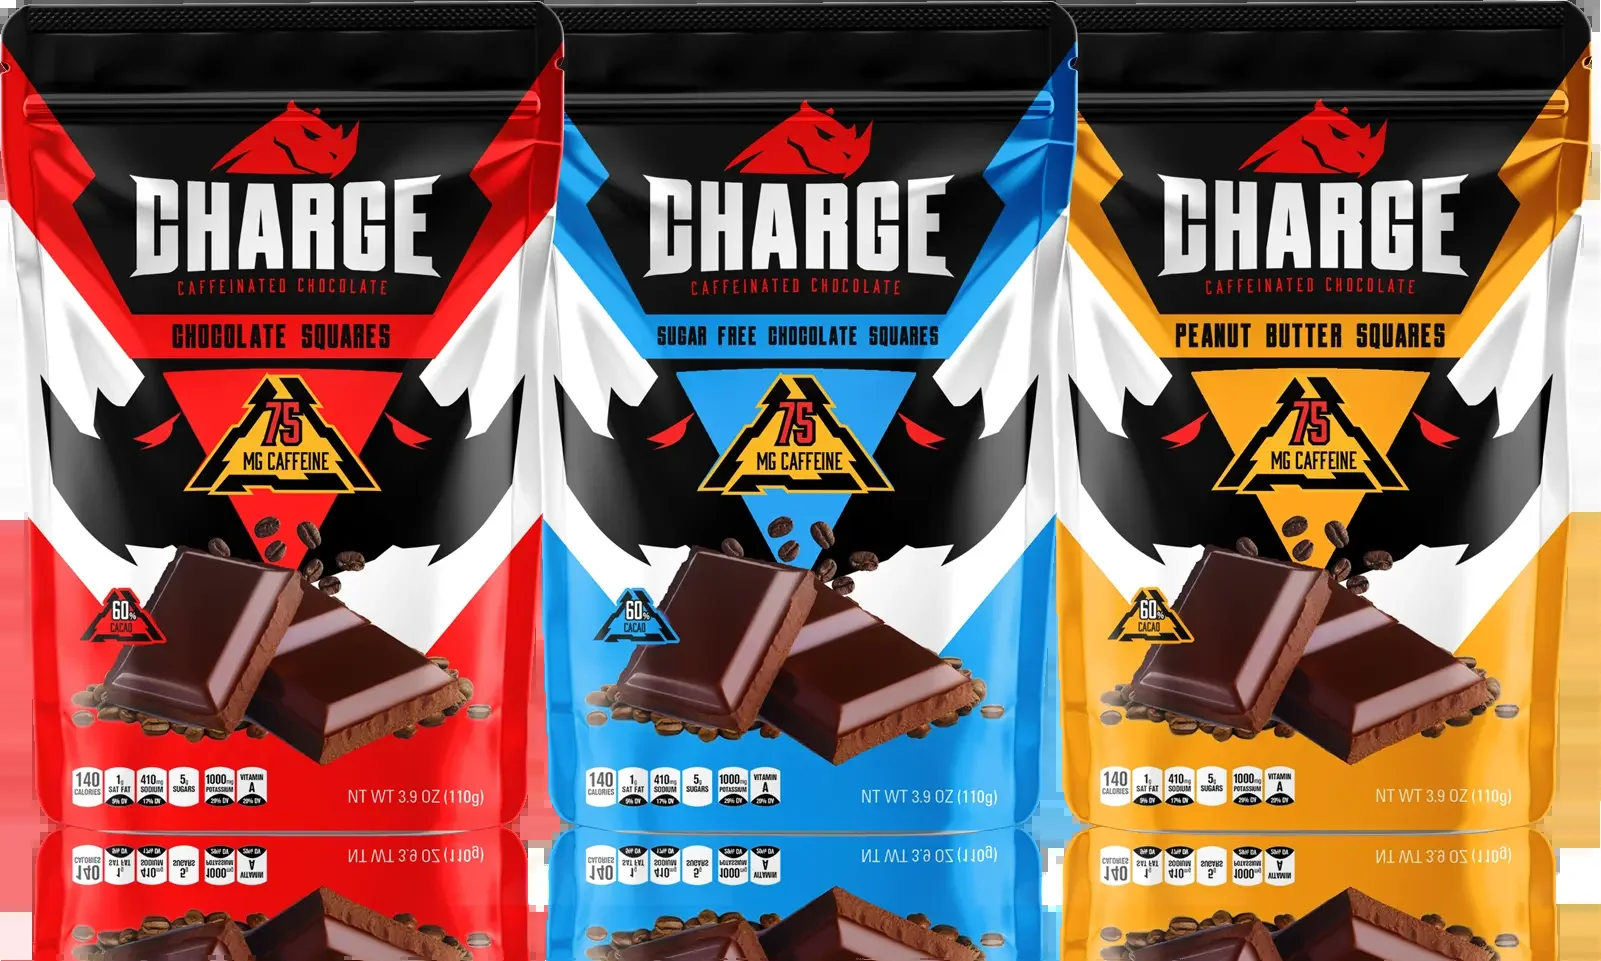 CHARGE
CAFFEINATED CHOCOLATE
CHOCOLATE SQUARES
75
MG CAFFEINE
60%
CACAO
140 CALORIES
1g SAT FAT 5% DV
410mg SODIUM 17% DV
5g SUGARS
1000mg POTASSIUM 29% DV
VITAMIN A 20% DV
NT WT 3.9 OZ (110g)
CHARGE
CAFFEINATED CHOCOLATE
SUGAR FREE CHOCOLATE SQUARES
75
MG CAFFEINE
60%
CACAO
140 CALORIES
1g SAT FAT 5% DV
410mg SODIUM 17% DV
5g SUGARS
1000mg POTASSIUM 29% DV
VITAMIN A 20% DV
NT WT 3.9 OZ (110g)
CHARGE
CAFFEINATED CHOCOLATE
PEANUT BUTTER SQUARES
75
MG CAFFEINE
60%
CACAO
140 CALORIES
1g SAT FAT 5% DV
410mg SODIUM 17% DV
5g SUGARS
1000mg POTASSIUM 29% DV
VITAMIN A 20% DV
NT WT 3.9 OZ (110g)